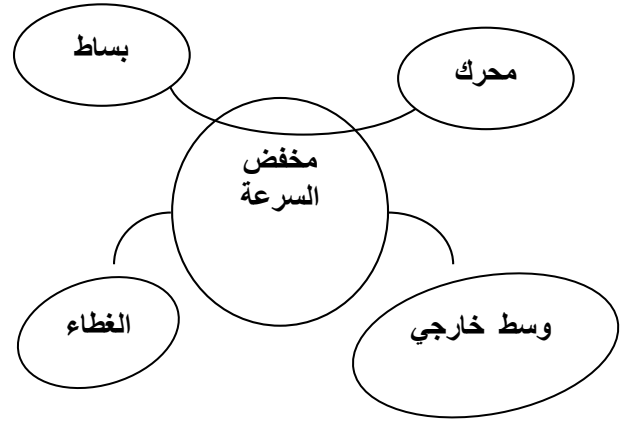 بساط
محرك
مخفض
السرعة
الغطاء
وسط خارجي